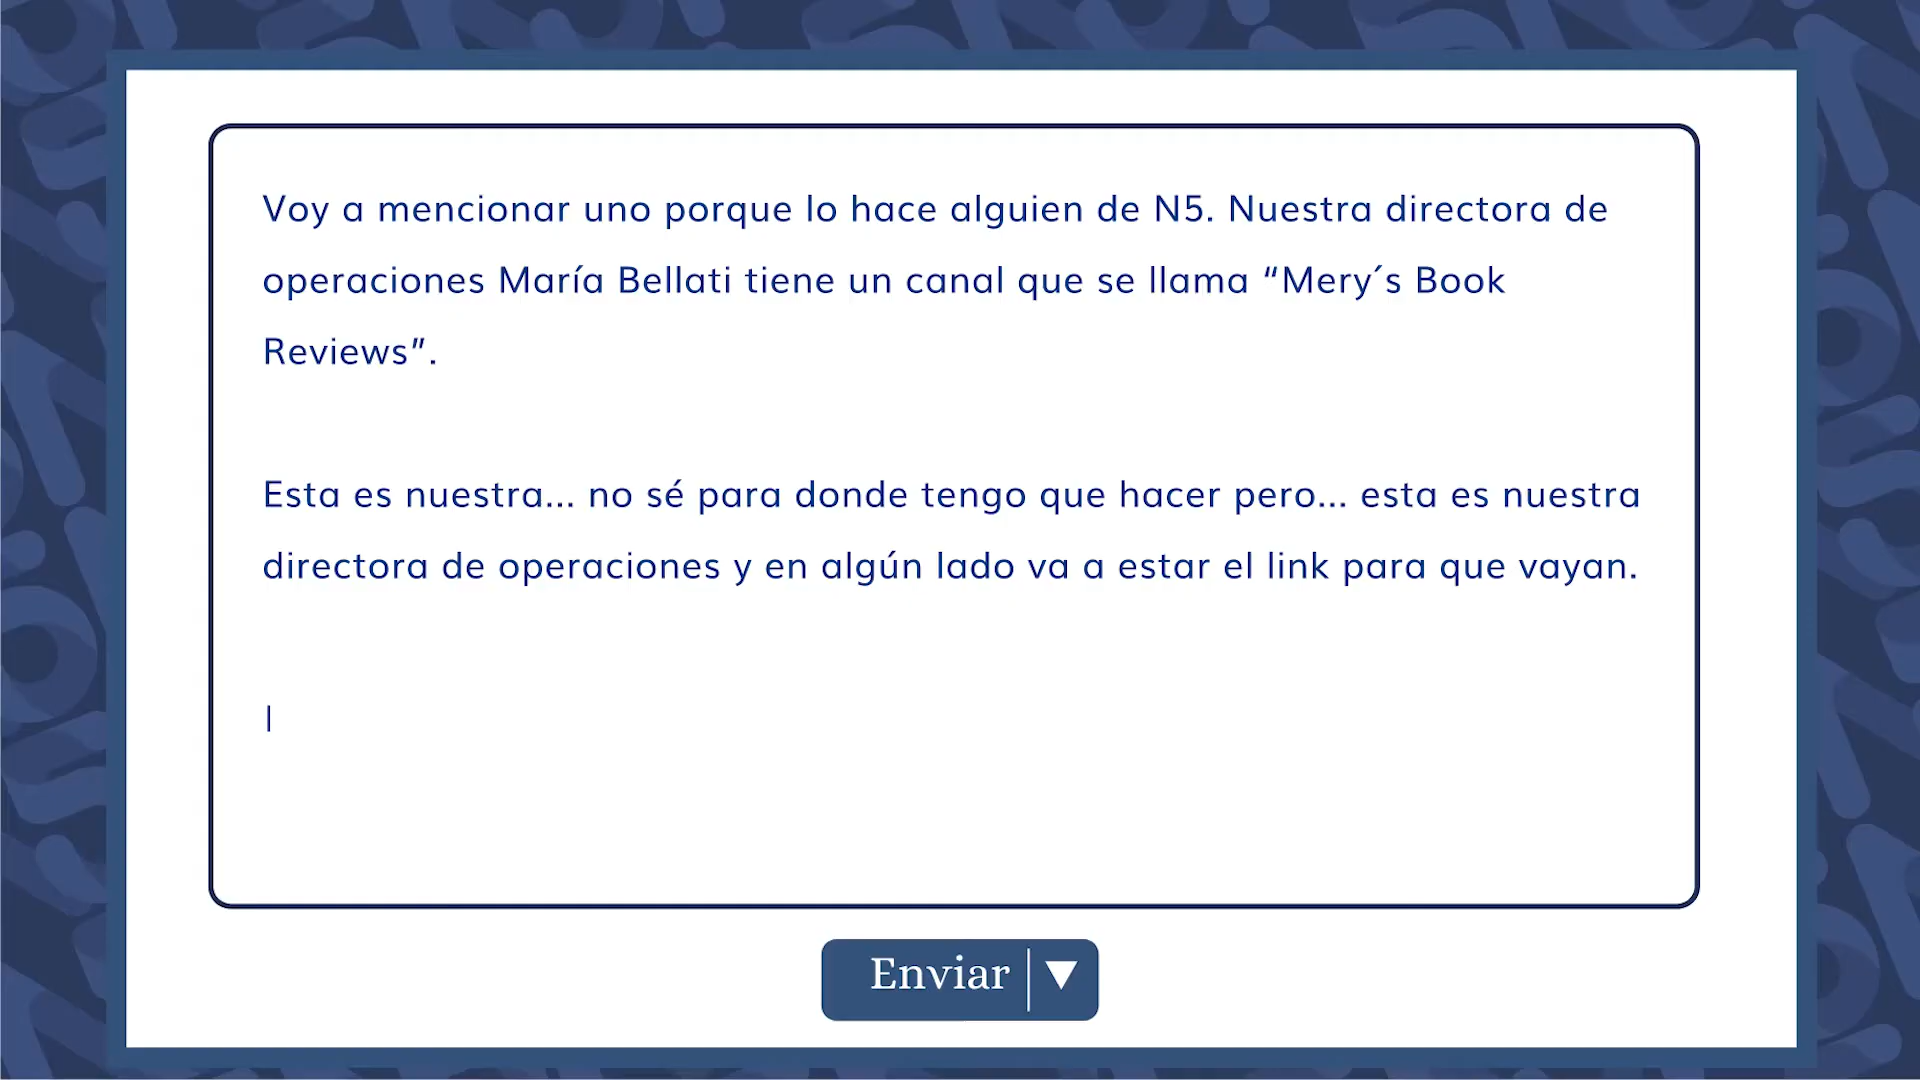 Voy a mencionar uno porque lo hace alguien de N5. Nuestra directora de
operaciones María Bellati tiene un canal que se llama “Mery´s Book
Reviews”.
Esta es nuestra... no sé para donde tengo que hacer pero... esta es nuestra
directora de operaciones y en algún lado va a estar el link para que vayan.
Enviar